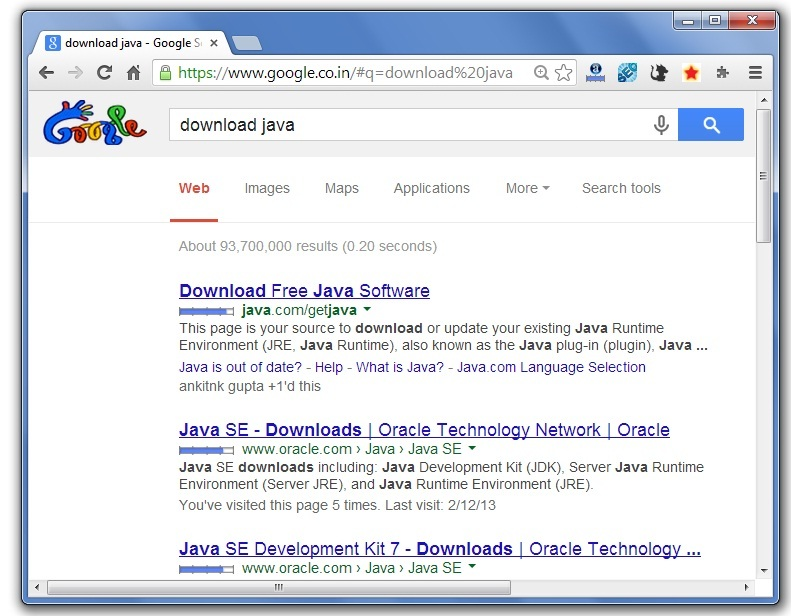 download java - Google S
https://www.google.co.in/#q=download%20java
Google
download java
Web Images Maps Applications More Search tools
About 93,700,000 results (0.20 seconds)
Download Free Java Software
java.com/getjava
This page is your source to download or update your existing Java Runtime
Environment (JRE, Java Runtime), also known as the Java plug-in (plugin), Java ...
Java is out of date? - Help - What is Java? - Java.com Language Selection
ankitnk gupta +1'd this
Java SE - Downloads | Oracle Technology Network | Oracle
www.oracle.com › Java › Java SE
Java SE downloads including: Java Development Kit (JDK), Server Java Runtime
Environment (Server JRE), and Java Runtime Environment (JRE).
You've visited this page 5 times. Last visit: 2/12/13
Java SE Development Kit 7 - Downloads | Oracle Technology ...
www.oracle.com › Java › Java SE